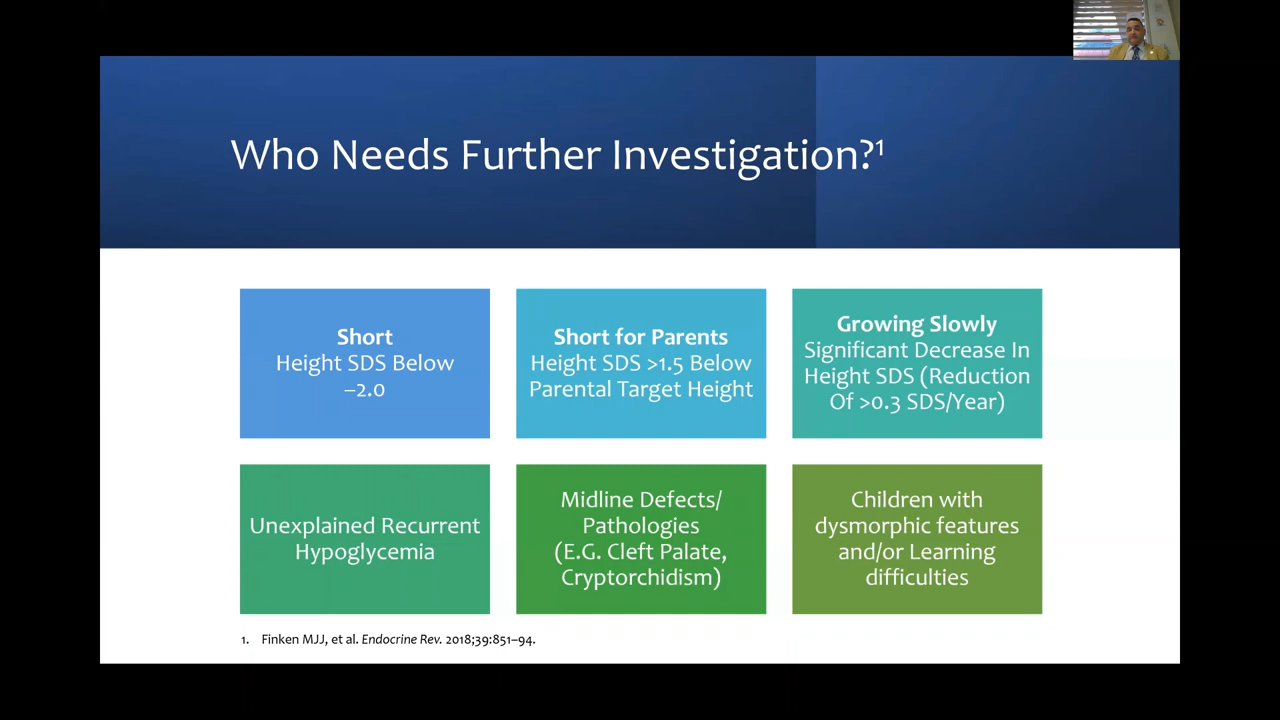 Who Needs Further Investigation?¹
Short
Height SDS Below
–2.0
Short for Parents
Height SDS >1.5 Below
Parental Target Height
Growing Slowly
Significant Decrease In
Height SDS (Reduction
Of >0.3 SDS/Year)
Unexplained Recurrent
Hypoglycemia
Midline Defects/
Pathologies
(E.G. Cleft Palate,
Cryptorchidism)
Children with
dysmorphic features
and/or Learning
difficulties
1. Finken MJJ, et al. Endocrine Rev. 2018;39:851–94.